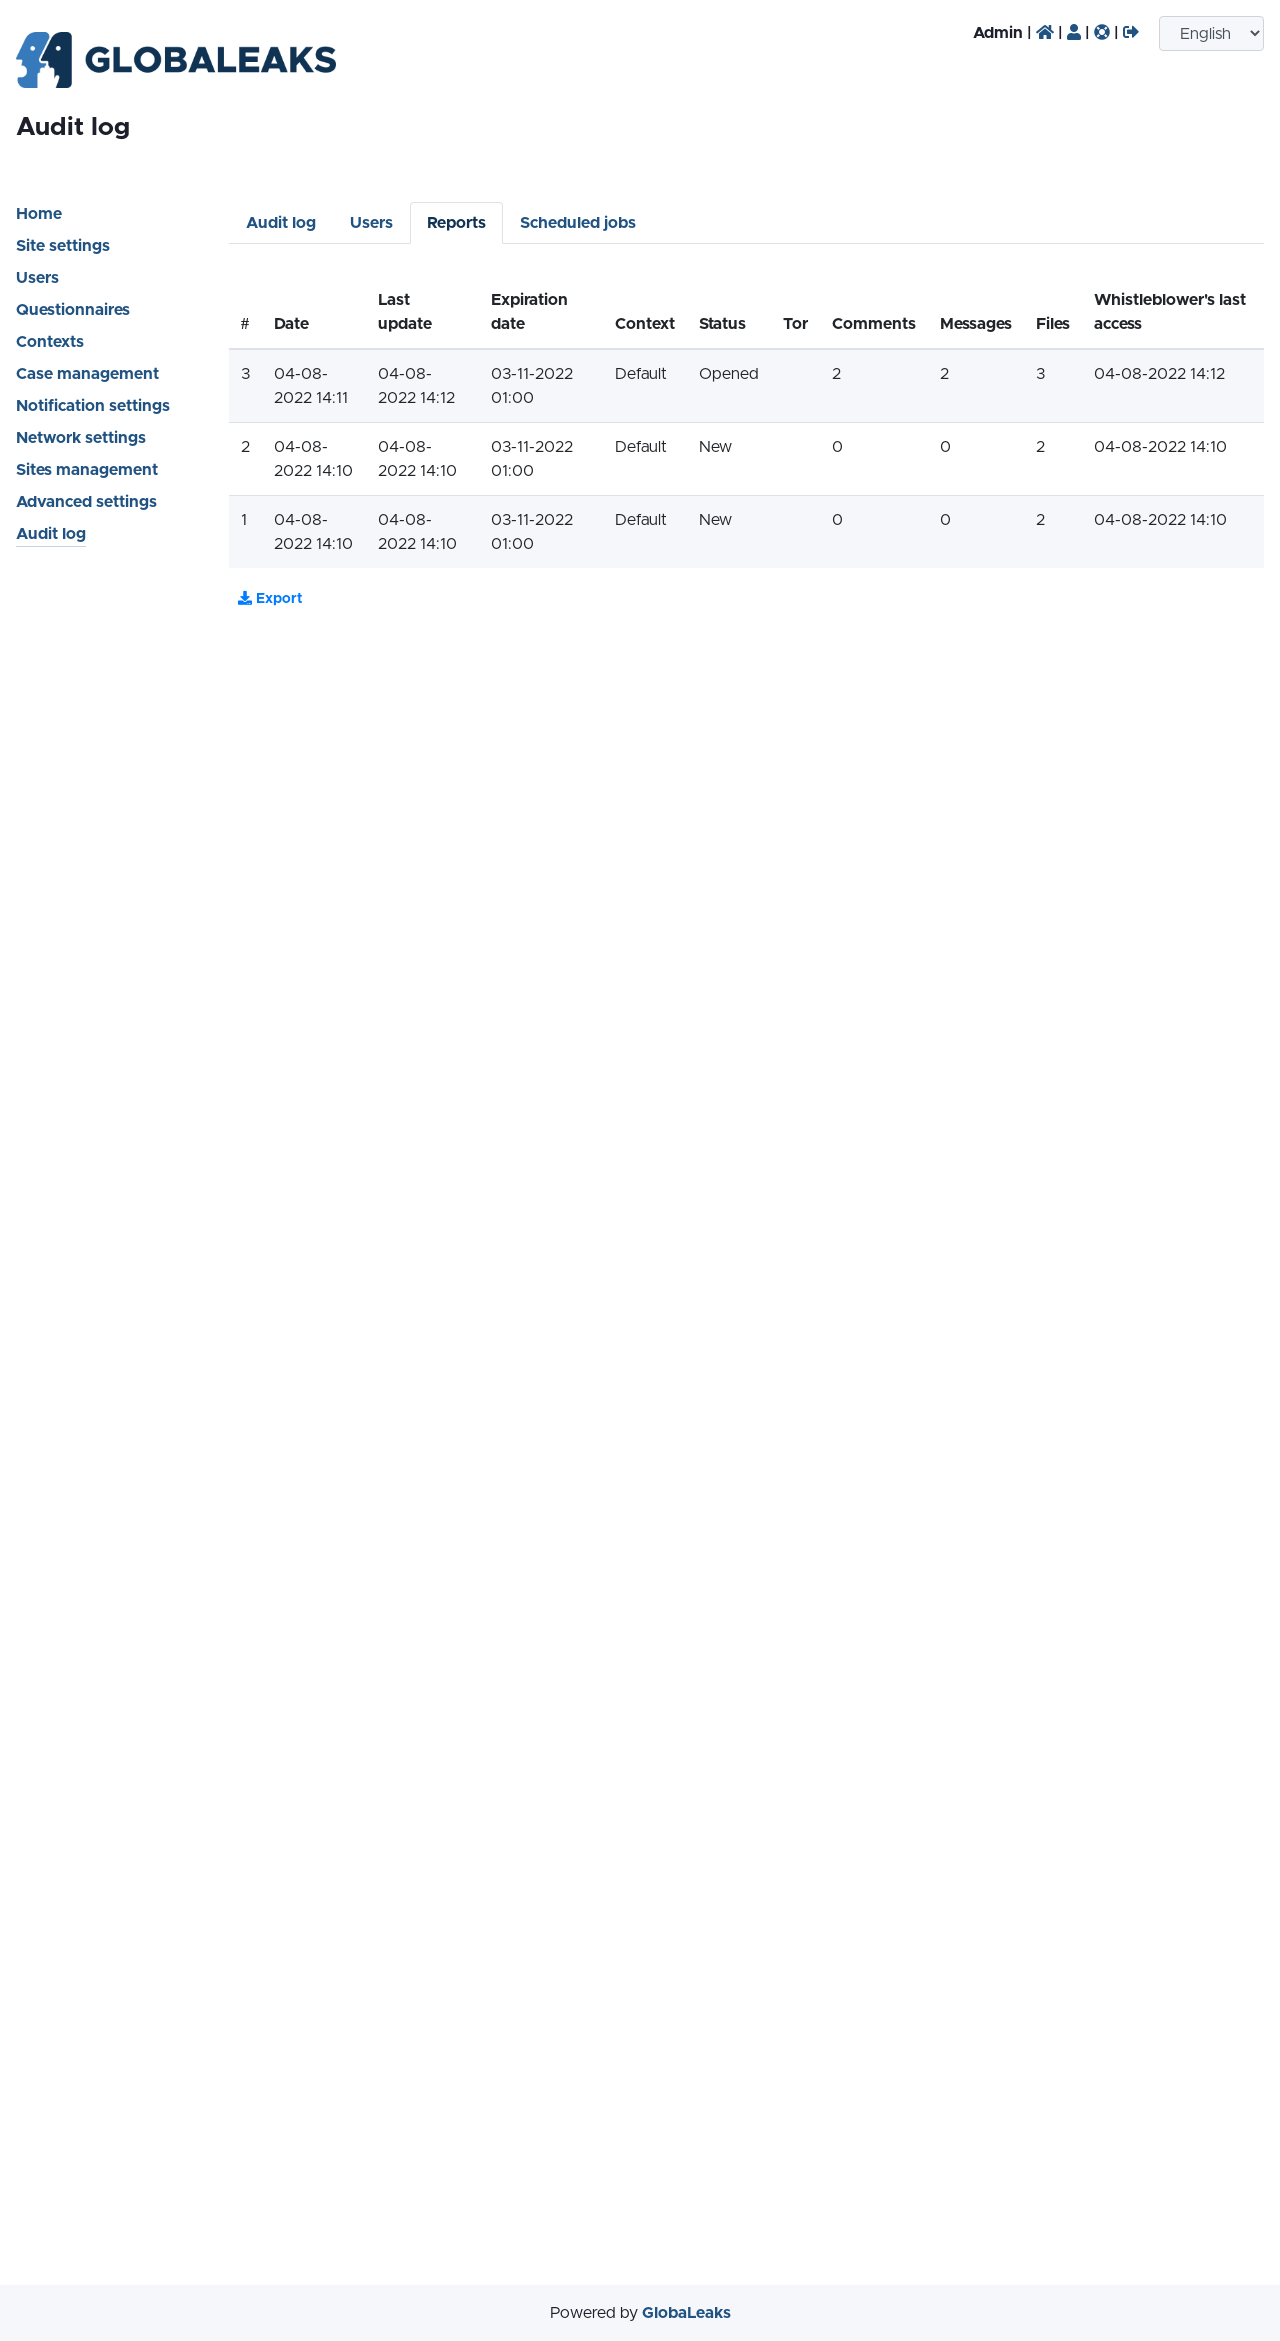 GLOBALEAKS
Admin | | | |
English
Audit log
Home
Site settings
Users
Questionnaires
Contexts
Case management
Notification settings
Network settings
Sites management
Advanced settings
Audit log
Audit log Users Reports Scheduled jobs
# Date Last update Expiration date Context Status Tor Comments Messages Files Whistleblower's last access
3 04-08-2022 14:11 04-08-2022 14:12 03-11-2022 01:00 Default Opened 2 2 3 04-08-2022 14:12
2 04-08-2022 14:10 04-08-2022 14:10 03-11-2022 01:00 Default New 0 0 2 04-08-2022 14:10
1 04-08-2022 14:10 04-08-2022 14:10 03-11-2022 01:00 Default New 0 0 2 04-08-2022 14:10
Export
Powered by GlobaLeaks